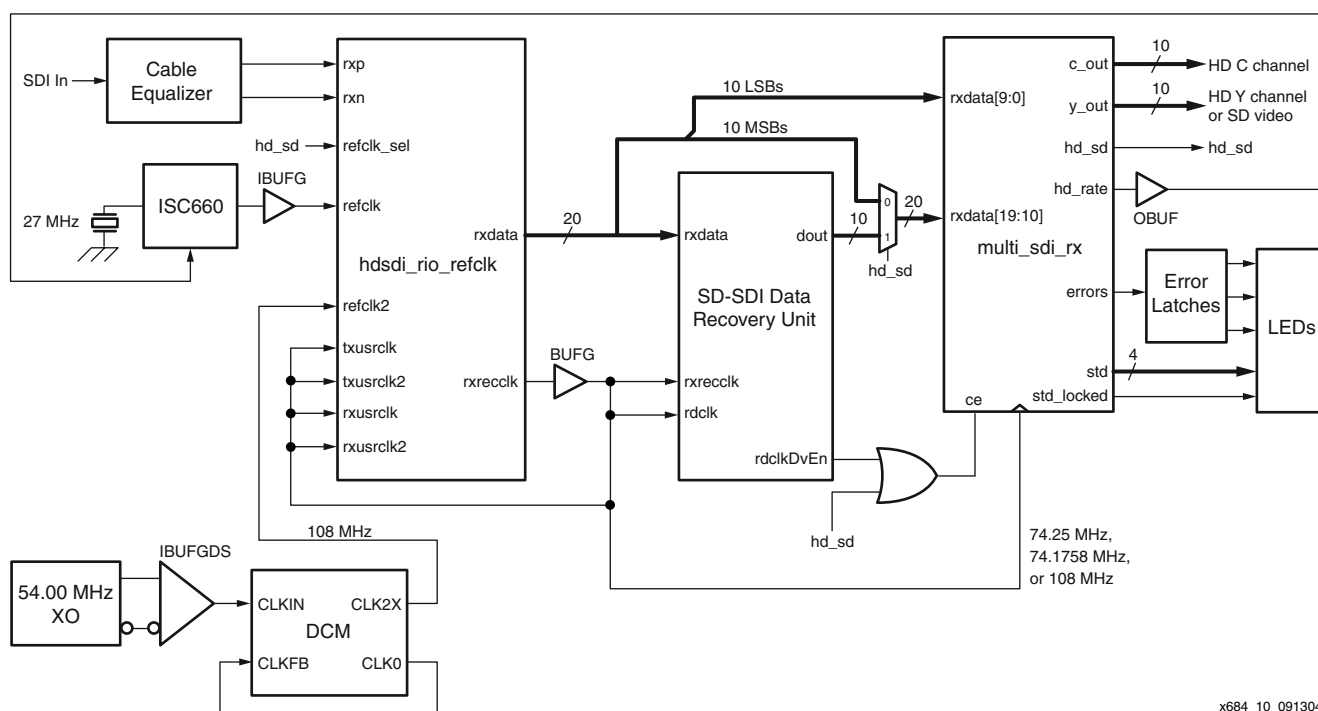 SDI In
Cable
Equalizer
rxp
rxn
hd_sd
refclk_sel
27 MHz
ISC660
IBUFG
refclk
hdsdi_rio_refclk
rxdata
20
refclk2
txusrclk
txusrclk2
rxusrclk
rxusrclk2
rxrecclk
BUFG
10 LSBs
10 MSBs
rxdata
dout
10
SD-SDI Data
Recovery Unit
rxrecclk
rdclk
rdclkDvEn
0
1
20
hd_sd
hd_sd
rxdata[9:0]
rxdata[19:10]
multi_sdi_rx
ce
c_out
10
HD C channel
y_out
10
HD Y channel
or SD video
hd_sd
hd_sd
hd_rate
OBUF
errors
Error
Latches
LEDs
std
4
std_locked
74.25 MHz,
74.1758 MHz,
or 108 MHz
108 MHz
54.00 MHz
XO
IBUFGDS
CLKIN
CLK2X
DCM
CLKFB
CLK0
x684_10_091304